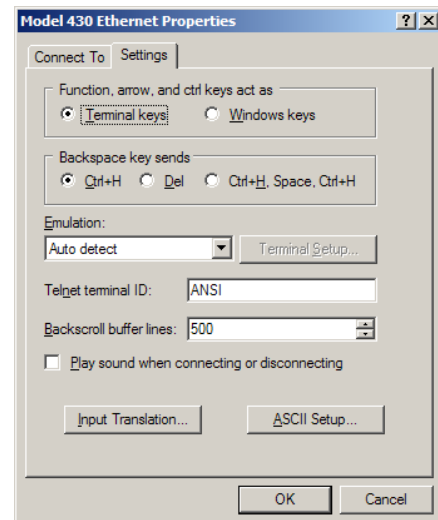 Model 430 Ethernet Properties ? X
Connect To Settings
Function, arrow, and ctrl keys act as
Terminal keys Windows keys
Backspace key sends
Ctrl+H Del Ctrl+H, Space, Ctrl+H
Emulation:
Auto detect Terminal Setup...
Telnet terminal ID: ANSI
Backscroll buffer lines: 500
Play sound when connecting or disconnecting
Input Translation... ASCII Setup...
OK Cancel